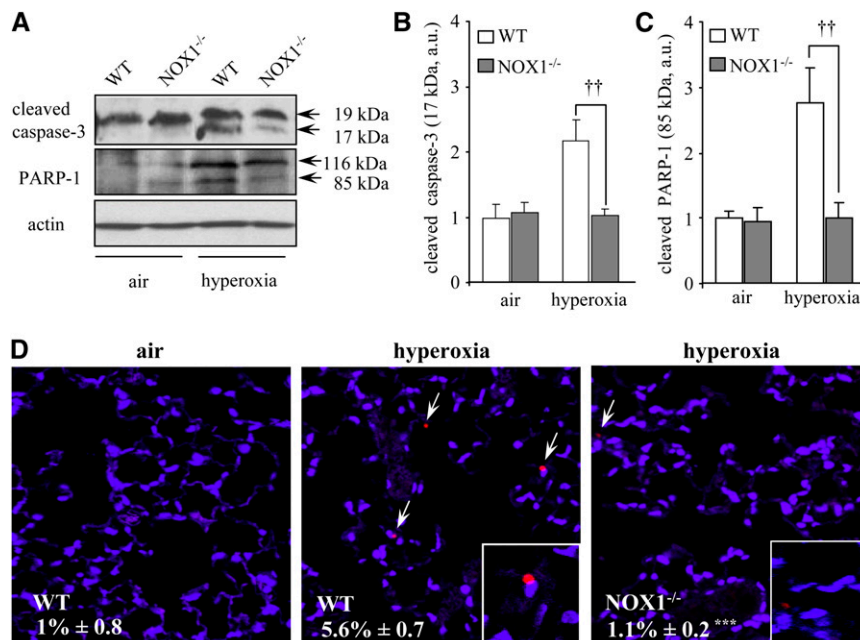 A
WT
NOX1-/-
WT
NOX1-/-
cleaved
caspase-3
19 kDa
17 kDa
PARP-1
116 kDa
85 kDa
actin
air
hyperoxia
B
cleaved caspase-3 (17 kDa, a.u.)
4
3
2
1
0
WT
NOX1-/-
††
air
hyperoxia
C
cleaved PARP-1 (85 kDa, a.u.)
4
3
2
1
0
WT
NOX1-/-
††
air
hyperoxia
D
air
hyperoxia
hyperoxia
WT
1% ± 0.8
WT
5.6% ± 0.7
NOX1-/-
1.1% ± 0.2 ***